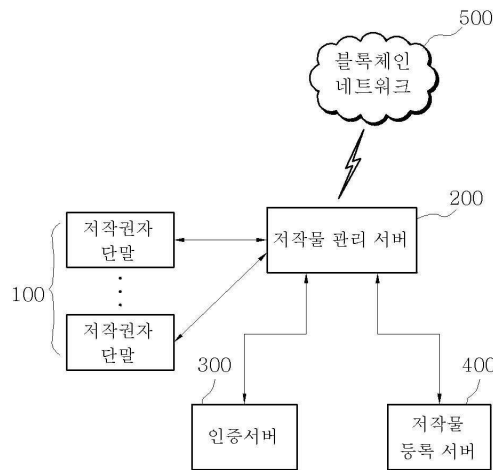 500
블록체인
네트워크
200
저작권자
단말
저작물 관리 서버
100
저작권자
단말
300
400
인증서버
저작물
등록 서버